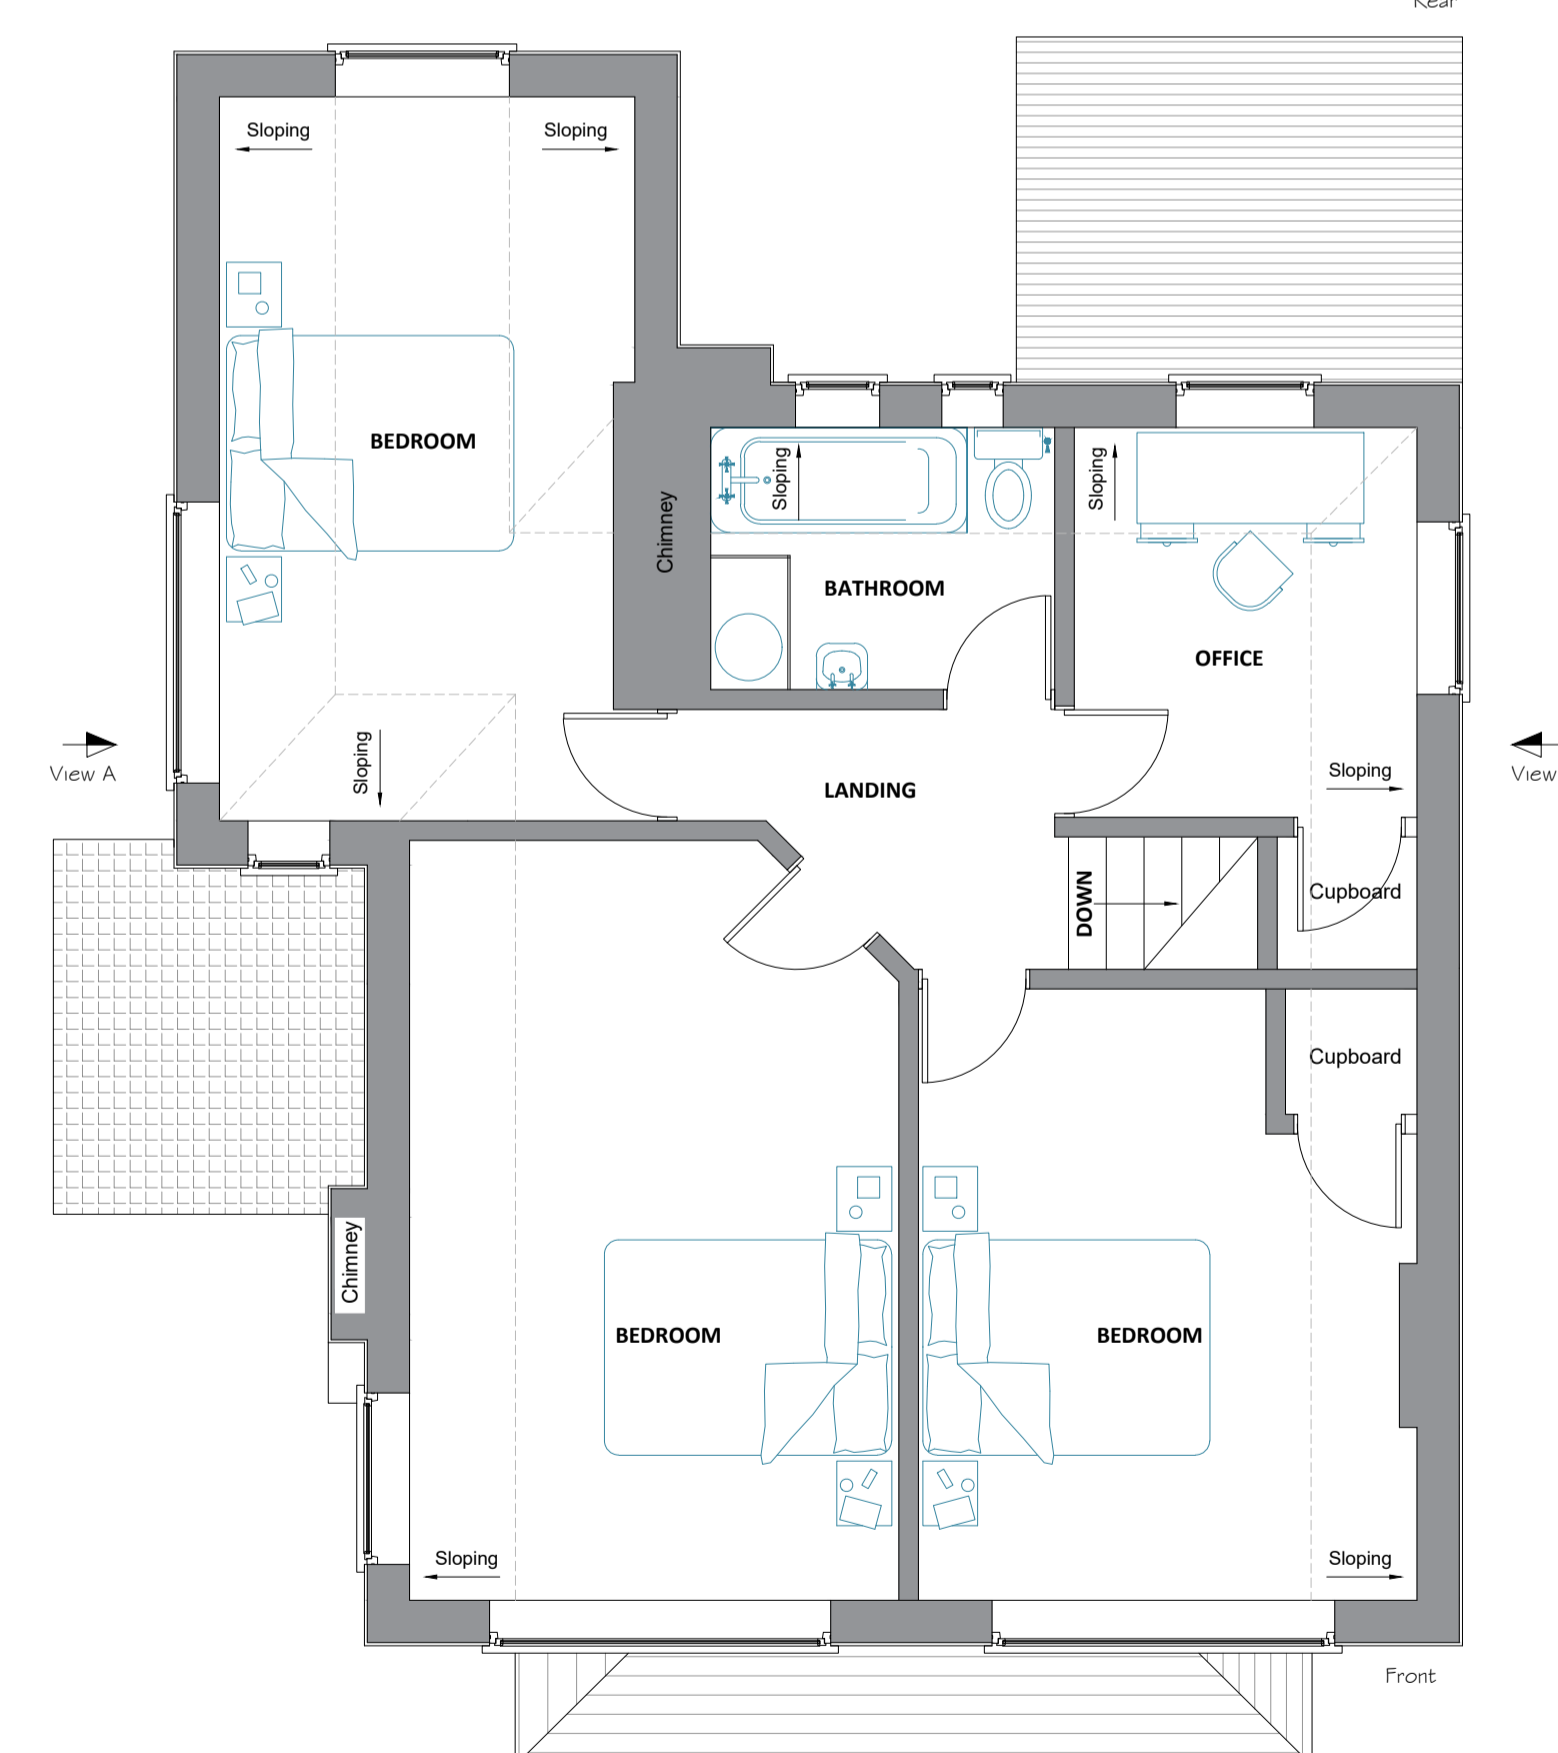 Rear
Sloping
Sloping
BEDROOM
Chimney
Sloping
Sloping
BATHROOM
OFFICE
View A
Sloping
LANDING
Sloping
View
DOWN
Cupboard
Cupboard
Chimney
BEDROOM
BEDROOM
Sloping
Sloping
Front